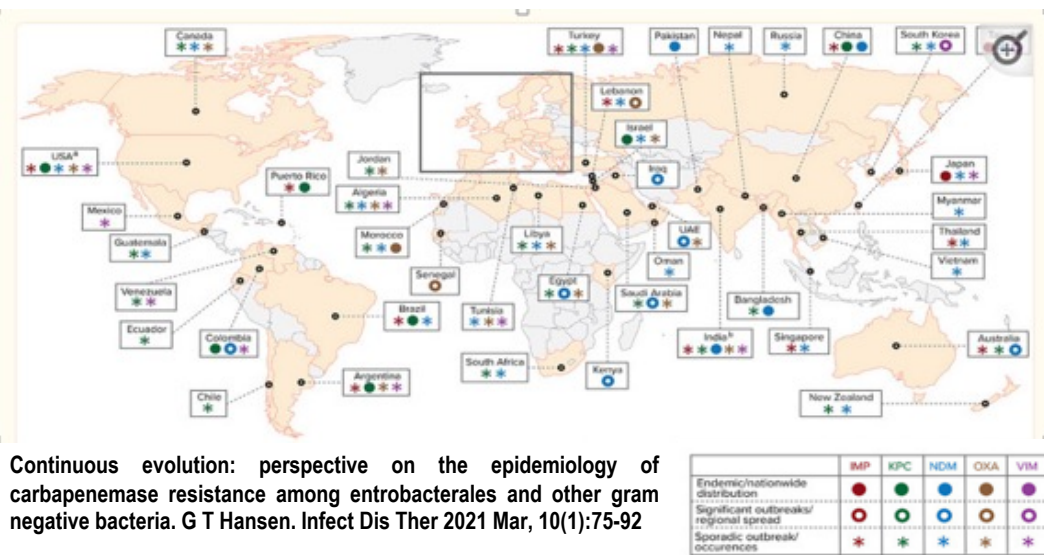 Canada
Turkey
Pakistan
Nepal
Russia
China
South Korea
Lebanon
Israel
USAª
Jordan
Puerto Rico
Iraq
Japan
Algeria
Mexico
Myanmar
Morocco
Libya
UAE
Guatemala
Thailand
Oman
Senegal
Egypt
Saudi Arabia
Vietnam
Venezuela
Bangladesh
Brazil
Tunisia
Ecuador
Colombia
Indiaᵇ
Singapore
Australia
South Africa
Kenya
Argentina
Chile
New Zealand
Continuous evolution: perspective on the epidemiology of
carbapenemase resistance among entrobacterales and other gram
negative bacteria. G T Hansen. Infect Dis Ther 2021 Mar, 10(1):75-92
IMP KPC NDM OXA VIM
Endemic/nationwide
distribution
Significant outbreaks/
regional spread
Sporadic outbreak/
occurences